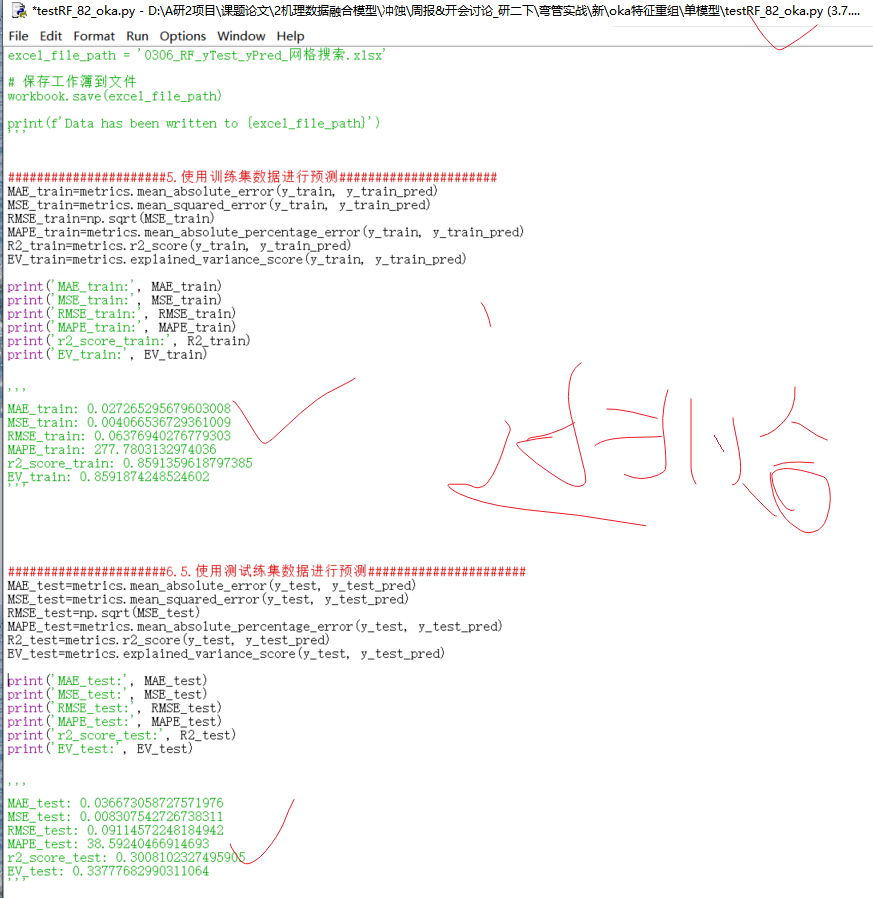 *testRF_82_oka.py - D:\A研2项目\课题论文\2机理数据融合模型\冲蚀\周报&开会讨论_研二下\弯管实战\新\oka特征重组\单模型\testRF_82_oka.py (3.7....
File Edit Format Run Options Window Help
excel_file_path = '0306_RF_yTest_yPred_网格搜索.xlsx'
# 保存工作簿到文件
workbook.save(excel_file_path)
print(f'Data has been written to {excel_file_path}')
'''
######################5.使用训练集数据进行预测######################
MAE_train=metrics.mean_absolute_error(y_train, y_train_pred)
MSE_train=metrics.mean_squared_error(y_train, y_train_pred)
RMSE_train=np.sqrt(MSE_train)
MAPE_train=metrics.mean_absolute_percentage_error(y_train, y_train_pred)
R2_train=metrics.r2_score(y_train, y_train_pred)
EV_train=metrics.explained_variance_score(y_train, y_train_pred)
print('MAE_train:', MAE_train)
print('MSE_train:', MSE_train)
print('RMSE_train:', RMSE_train)
print('MAPE_train:', MAPE_train)
print('r2_score_train:', R2_train)
print('EV_train:', EV_train)
'''
MAE_train: 0.027265295679603008
MSE_train: 0.004066536729361009
RMSE_train: 0.06376940276779303
MAPE_train: 277.7803132974036
r2_score_train: 0.8591359618797385
EV_train: 0.8591874248524602
'''
######################6.5.使用测试练集数据进行预测######################
MAE_test=metrics.mean_absolute_error(y_test, y_test_pred)
MSE_test=metrics.mean_squared_error(y_test, y_test_pred)
RMSE_test=np.sqrt(MSE_test)
MAPE_test=metrics.mean_absolute_percentage_error(y_test, y_test_pred)
R2_test=metrics.r2_score(y_test, y_test_pred)
EV_test=metrics.explained_variance_score(y_test, y_test_pred)
print('MAE_test:', MAE_test)
print('MSE_test:', MSE_test)
print('RMSE_test:', RMSE_test)
print('MAPE_test:', MAPE_test)
print('r2_score_test:', R2_test)
print('EV_test:', EV_test)
'''
MAE_test: 0.036673058727571976
MSE_test: 0.008307542726738311
RMSE_test: 0.09114572248184942
MAPE_test: 38.59240466914693
r2_score_test: 0.3008102327495905
EV_test: 0.33777682990311064
'''